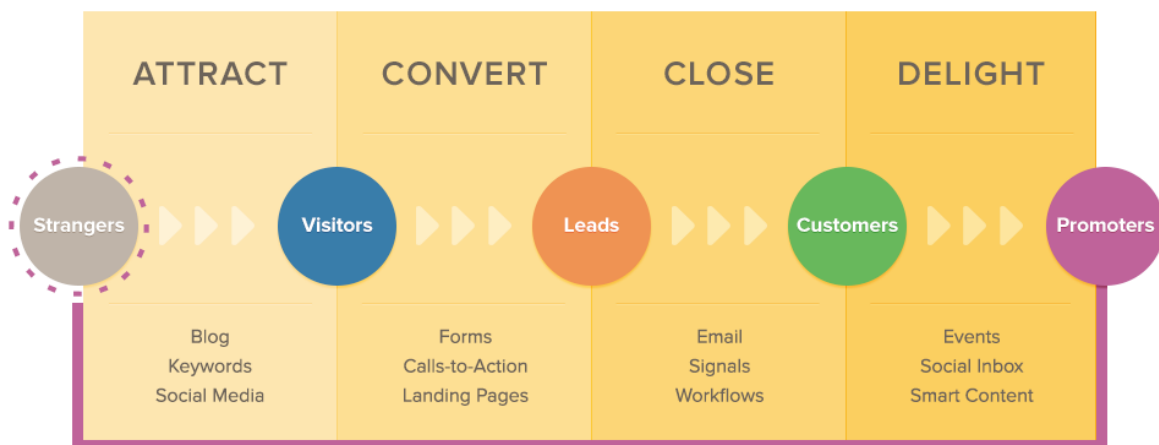 ATTRACT CONVERT CLOSE DELIGHT
Strangers Visitors Leads Customers Promoters
Blog Forms Email Events
Keywords Calls-to-Action Signals Social Inbox
Social Media Landing Pages Workflows Smart Content